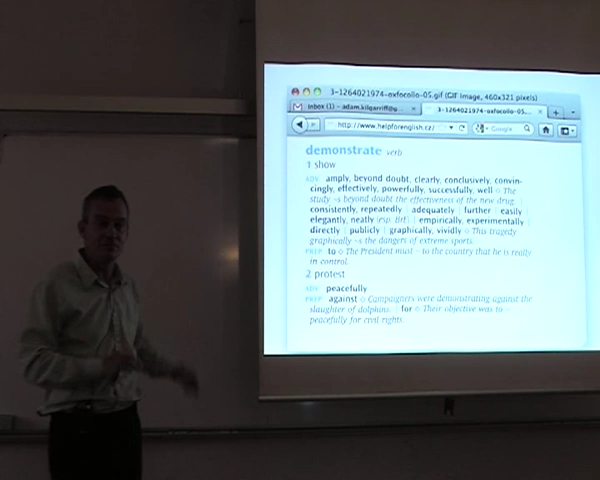 3-1264021974-oxfocollo-05.gif (GIF Image, 460x321 pixels)
Inbox (1) – adam.kilgarriff@g... 3-1264021974-oxfocollo-05....
http://www.helpforenglish.cz/ Google
demonstrate verb
1 show
ADV. amply, beyond doubt, clearly, conclusively, convin-
cingly, effectively, powerfully, successfully, well ◇ The
study ~s beyond doubt the effectiveness of the new drug. |
consistently, repeatedly | adequately | further | easily
elegantly, neatly (esp. BrE) | empirically, experimentally
directly | publicly | graphically, vividly ◇ This tragedy
graphically ~s the dangers of extreme sports.
PREP. to ◇ The President must ~ to the country that he is really
in control.
2 protest
ADV. peacefully
PREP. against ◇ Campaigners were demonstrating against the
slaughter of dolphins. | for ◇ Their objective was to ~
peacefully for civil rights.